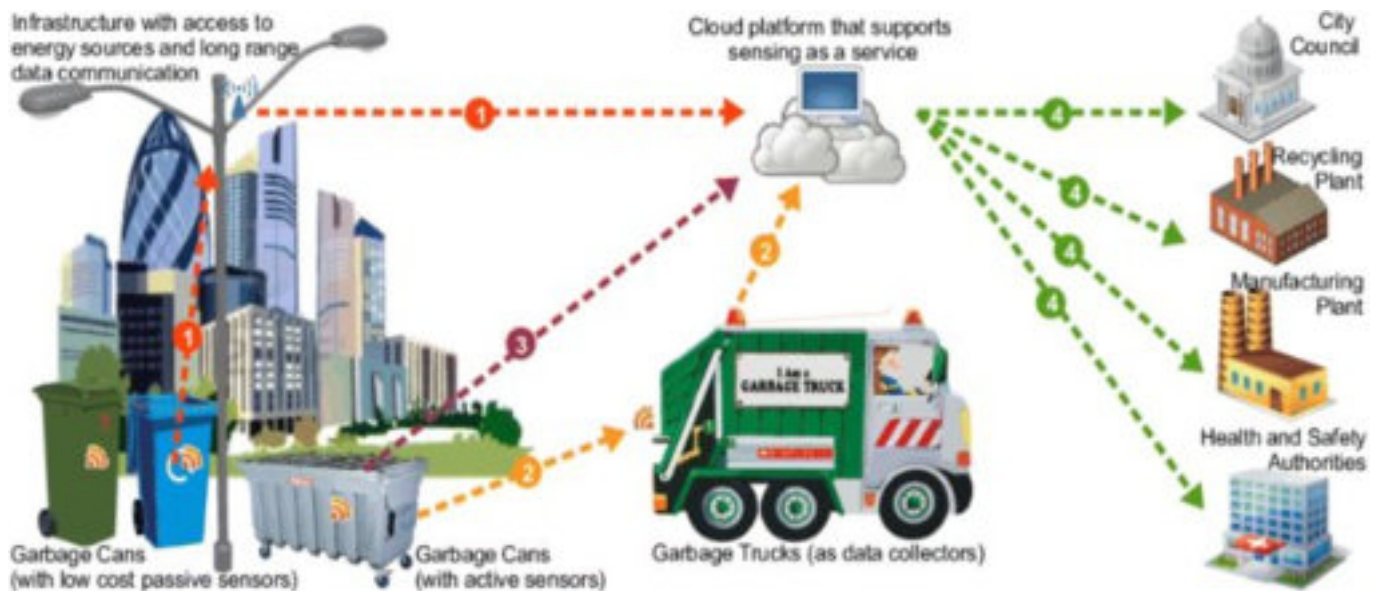 Infrastructure with access to
energy sources and long range
data communication
Cloud platform that supports
sensing as a service
City
Council
1
4
Recycling
Plant
4
2
4
Manufacturing
Plant
4
1
3
I Am a
GARBAGE TRUCK
Health and Safety
Authorities
2
Garbage Cans
(with low cost passive sensors)
Garbage Cans
(with active sensors)
Garbage Trucks (as data collectors)